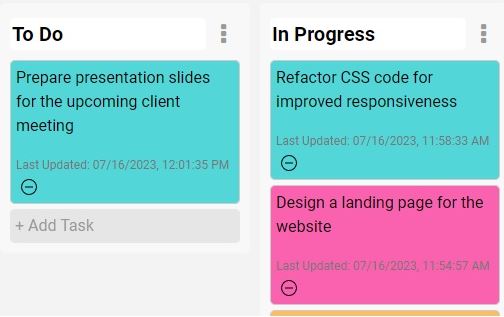 To Do
Prepare presentation slides
for the upcoming client
meeting
Last Updated: 07/16/2023, 12:01:35 PM
+ Add Task
In Progress
Refactor CSS code for
improved responsiveness
Last Updated: 07/16/2023, 11:58:33 AM
Design a landing page for the
website
Last Updated: 07/16/2023, 11:54:57 AM